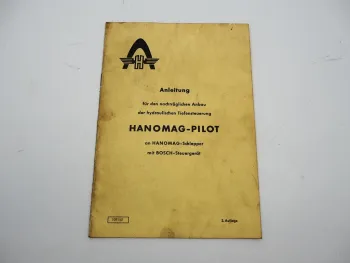 Anleitung
für den nachträglichen Anbau
der hydraulischen Tiefensteuerung
HANOMAG-PILOT
an HANOMAG-Schlepper
mit BOSCH-Steuergerät
2. Auflage